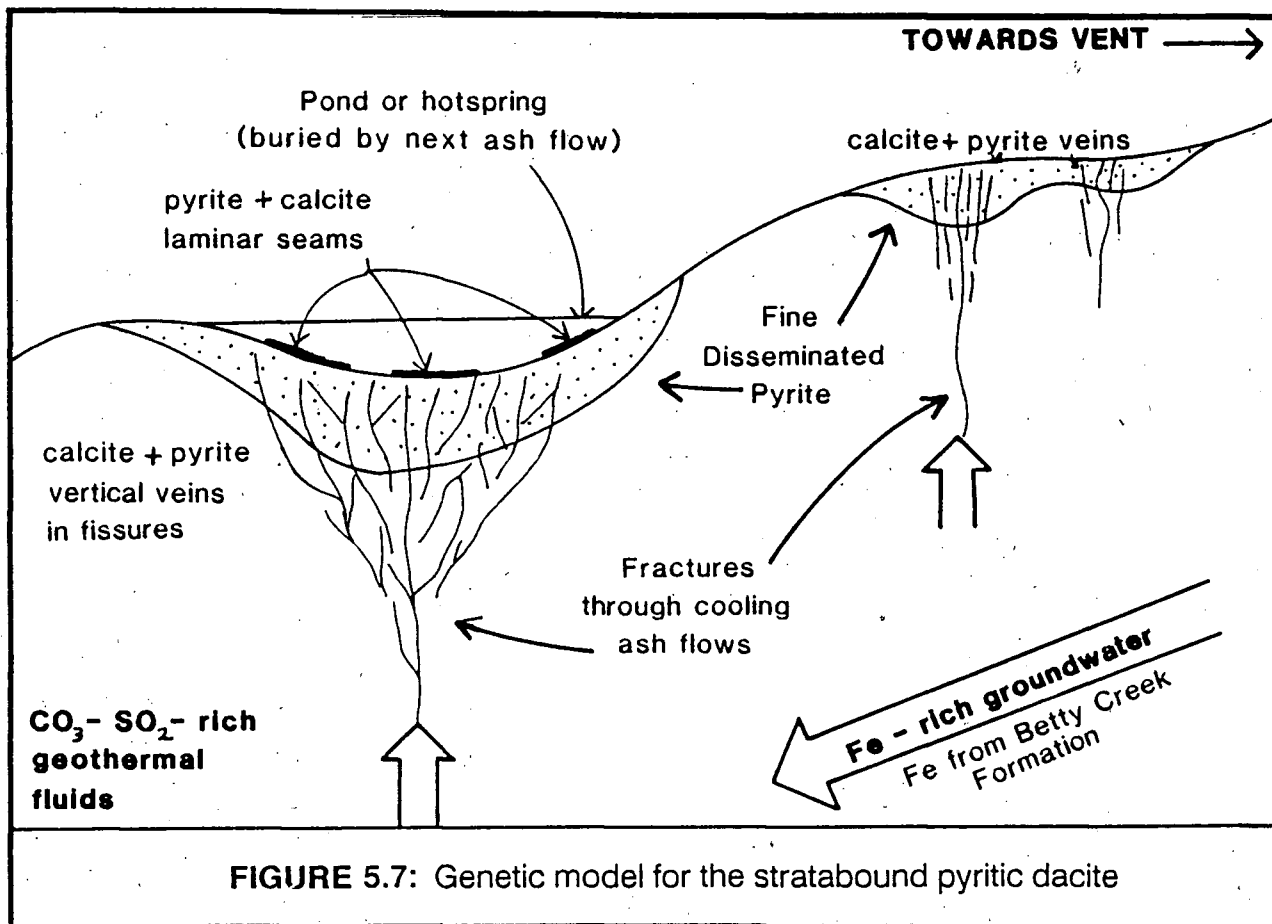 TOWARDS VENT
Pond or hotspring
(buried by next ash flow)
calcite + pyrite veins
pyrite + calcite
laminar seams
Fine
Disseminated
Pyrite
calcite + pyrite
vertical veins
in fissures
Fractures
through cooling
ash flows
CO₃- SO₂- rich
geothermal
fluids
Fe - rich groundwater
Fe from Betty Creek
Formation
FIGURE 5.7: Genetic model for the stratabound pyritic dacite